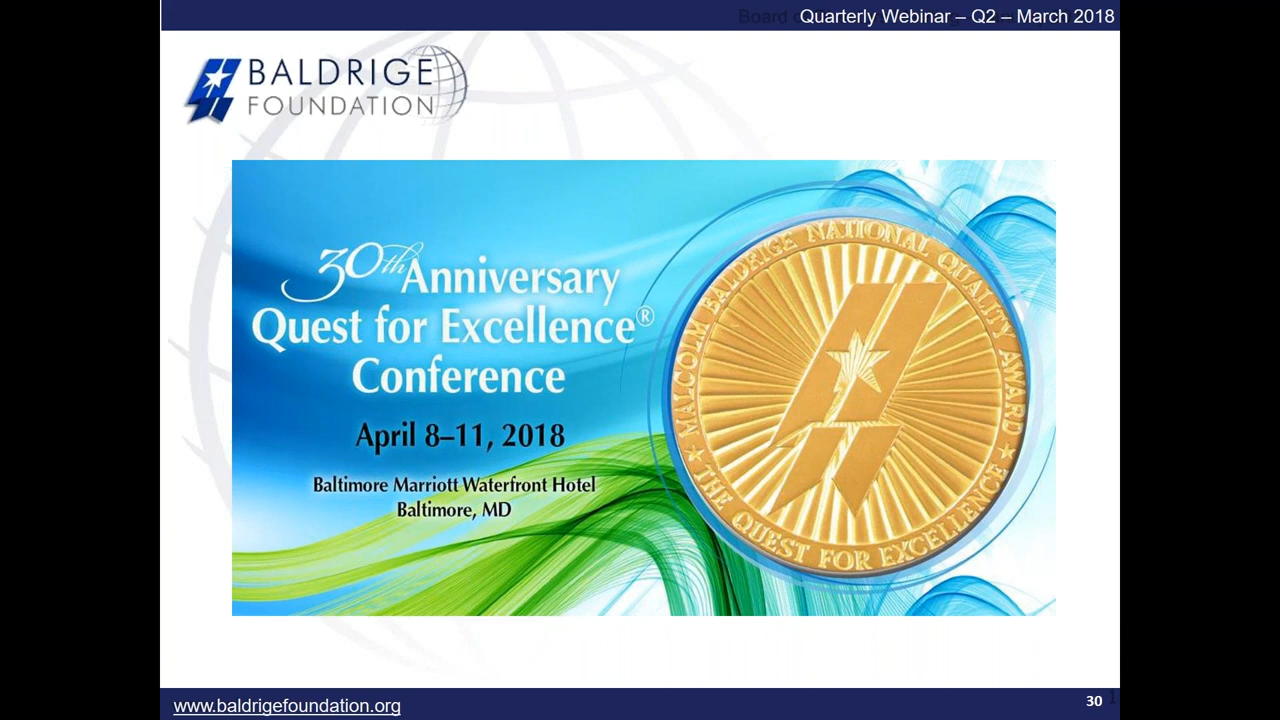 Quarterly Webinar – Q2 – March 2018
BALDRIGE
FOUNDATION
30th Anniversary
Quest for Excellence®
Conference
April 8–11, 2018
Baltimore Marriott Waterfront Hotel
Baltimore, MD
MALCOLM BALDRIGE NATIONAL QUALITY AWARD
THE QUEST FOR EXCELLENCE
www.baldrigefoundation.org
30